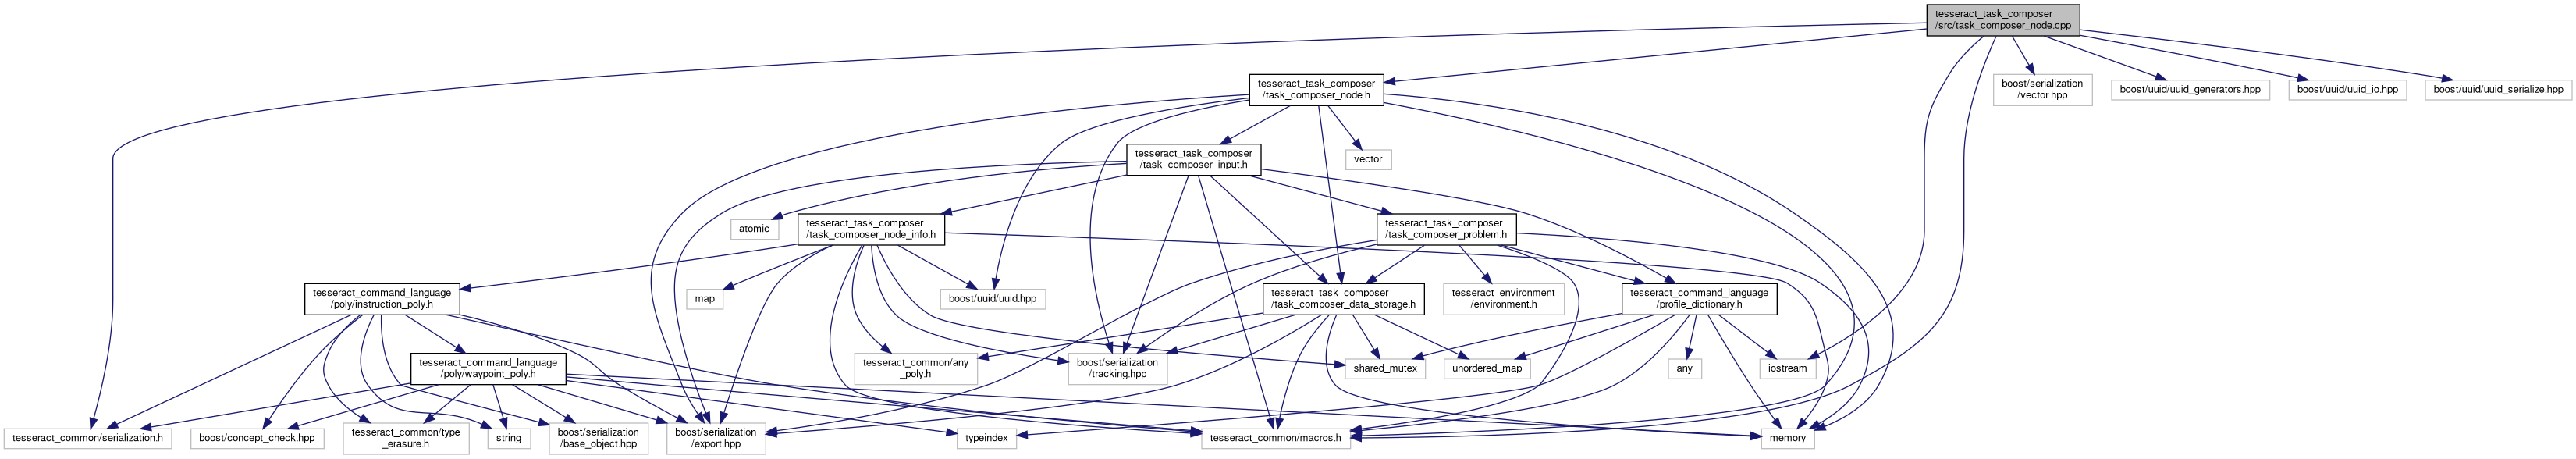 tesseract_task_composer
/src/task_composer_node.cpp
tesseract_task_composer
/task_composer_node.h
boost/serialization
/vector.hpp
boost/uuid/uuid_generators.hpp
boost/uuid/uuid_io.hpp
boost/uuid/uuid_serialize.hpp
tesseract_task_composer
/task_composer_input.h
vector
atomic
tesseract_task_composer
/task_composer_node_info.h
tesseract_task_composer
/task_composer_problem.h
tesseract_command_language
/poly/instruction_poly.h
map
boost/uuid/uuid.hpp
tesseract_task_composer
/task_composer_data_storage.h
tesseract_environment
/environment.h
tesseract_command_language
/profile_dictionary.h
tesseract_command_language
/poly/waypoint_poly.h
tesseract_common/any
_poly.h
boost/serialization
/tracking.hpp
shared_mutex
unordered_map
any
iostream
tesseract_common/serialization.h
boost/concept_check.hpp
tesseract_common/type
_erasure.h
string
boost/serialization
/base_object.hpp
boost/serialization
/export.hpp
typeindex
tesseract_common/macros.h
memory